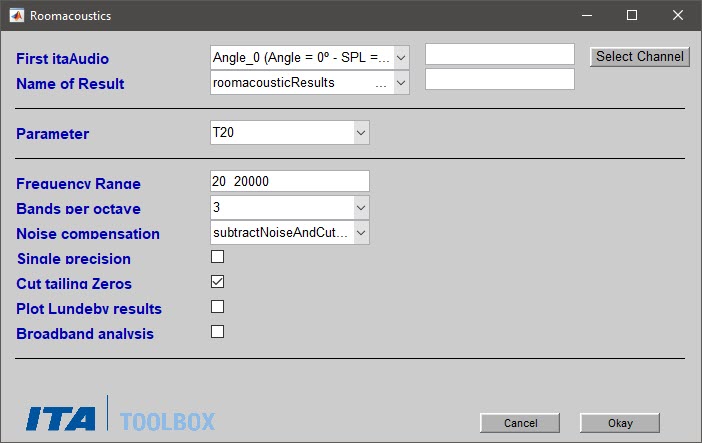 Roomacoustics
First itaAudio Angle_0 (Angle = 0º - SPL =... Select Channel
Name of Result roomacousticResults ...
Parameter T20
Frequency Range 20 20000
Bands per octave 3
Noise compensation subtractNoiseAndCut...
Single precision
Cut tailing Zeros
Plot Lundeby results
Broadband analysis
ITA TOOLBOX
Cancel Okay